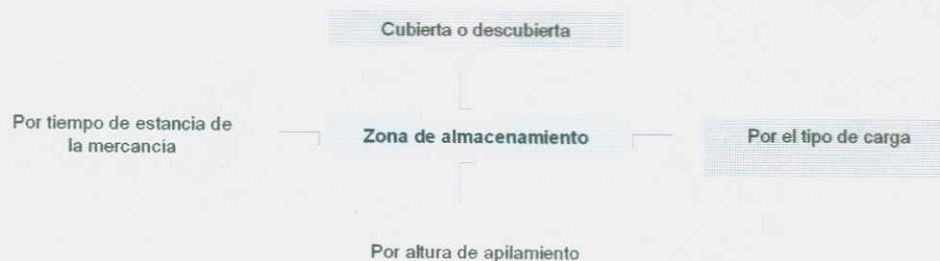 Cubierta o descubierta
Por tiempo de estancia de
la mercancía
Zona de almacenamiento
Por el tipo de carga
Por altura de apilamiento